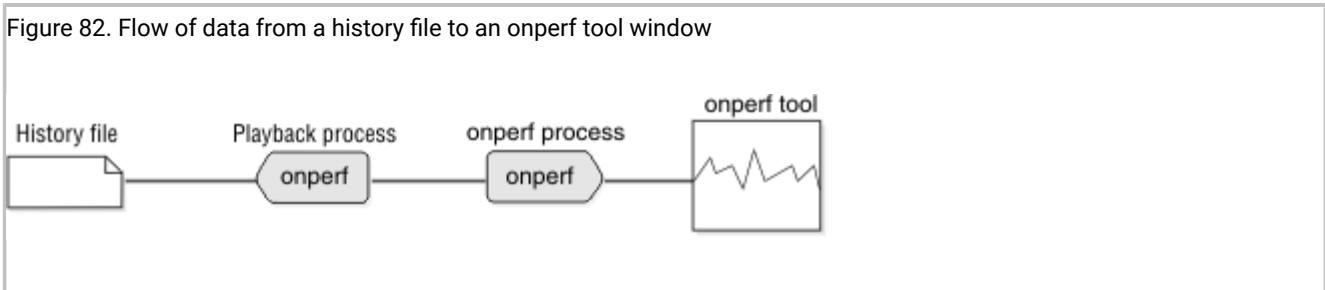 Figure 82. Flow of data from a history file to an onperf tool window
onperf tool
History file
Playback process
onperf process
onperf
onperf